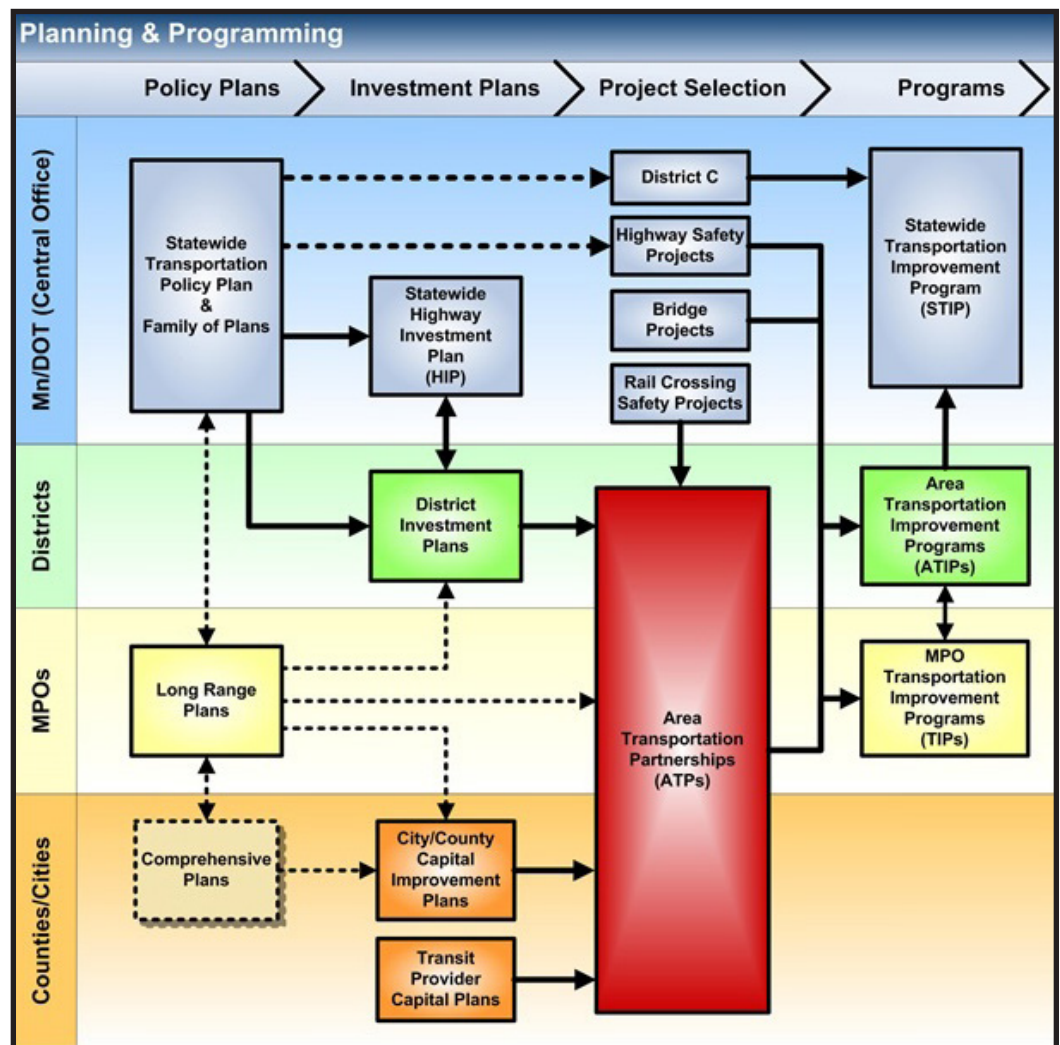 Planning & Programming
Policy Plans
Investment Plans
Project Selection
Programs
Mn/DOT (Central Office)
Statewide
Transportation
Policy Plan
&
Family of Plans
Statewide
Highway
Investment
Plan
(HIP)
District C
Highway Safety
Projects
Bridge
Projects
Rail Crossing
Safety Projects
Statewide
Transportation
Improvement
Program
(STIP)
Districts
District
Investment
Plans
Area
Transportation
Improvement
Programs
(ATIPs)
MPOs
Long Range
Plans
Area
Transportation
Partnerships
(ATPs)
MPO
Transportation
Improvement
Programs
(TIPs)
Counties/Cities
Comprehensive
Plans
City/County
Capital
Improvement
Plans
Transit
Provider
Capital Plans